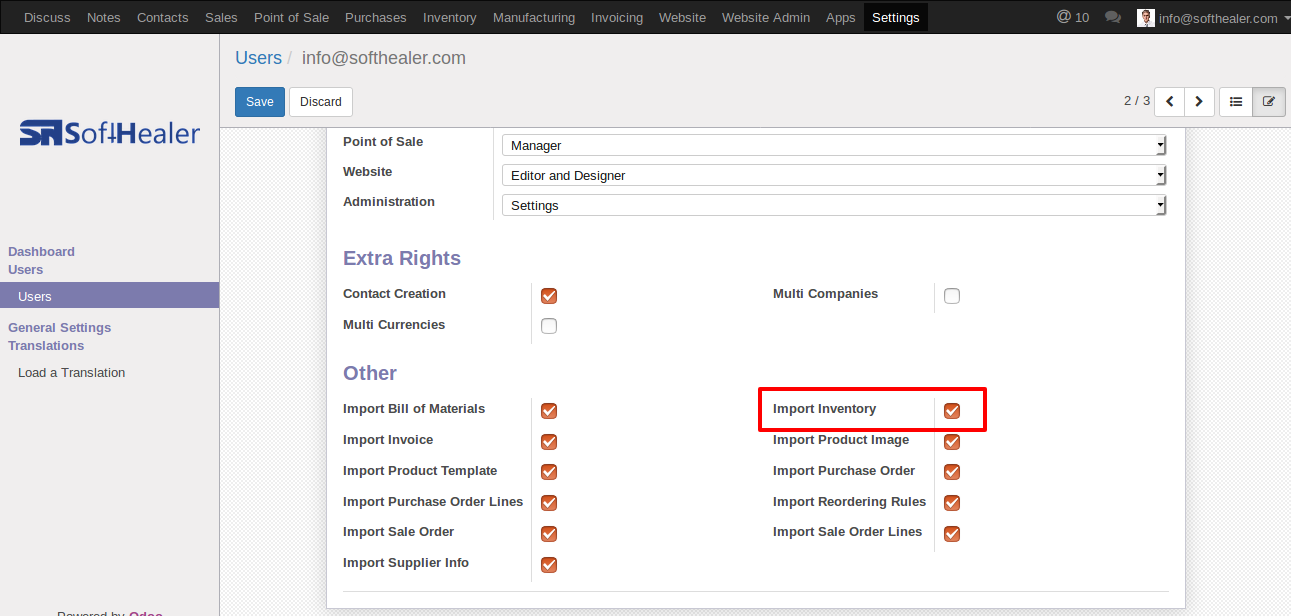 Discuss Notes Contacts Sales Point of Sale Purchases Inventory Manufacturing Invoicing Website Website Admin Apps Settings @ 10 info@softhealer.com
Users / info@softhealer.com
Save Discard 2 / 3
SH SoftHealer
Dashboard
Users
Users
General Settings
Translations
Load a Translation
Powered by Odoo
Point of Sale Manager
Website Editor and Designer
Administration Settings
Extra Rights
Contact Creation Multi Companies
Multi Currencies
Other
Import Bill of Materials Import Inventory
Import Invoice Import Product Image
Import Product Template Import Purchase Order
Import Purchase Order Lines Import Reordering Rules
Import Sale Order Import Sale Order Lines
Import Supplier Info